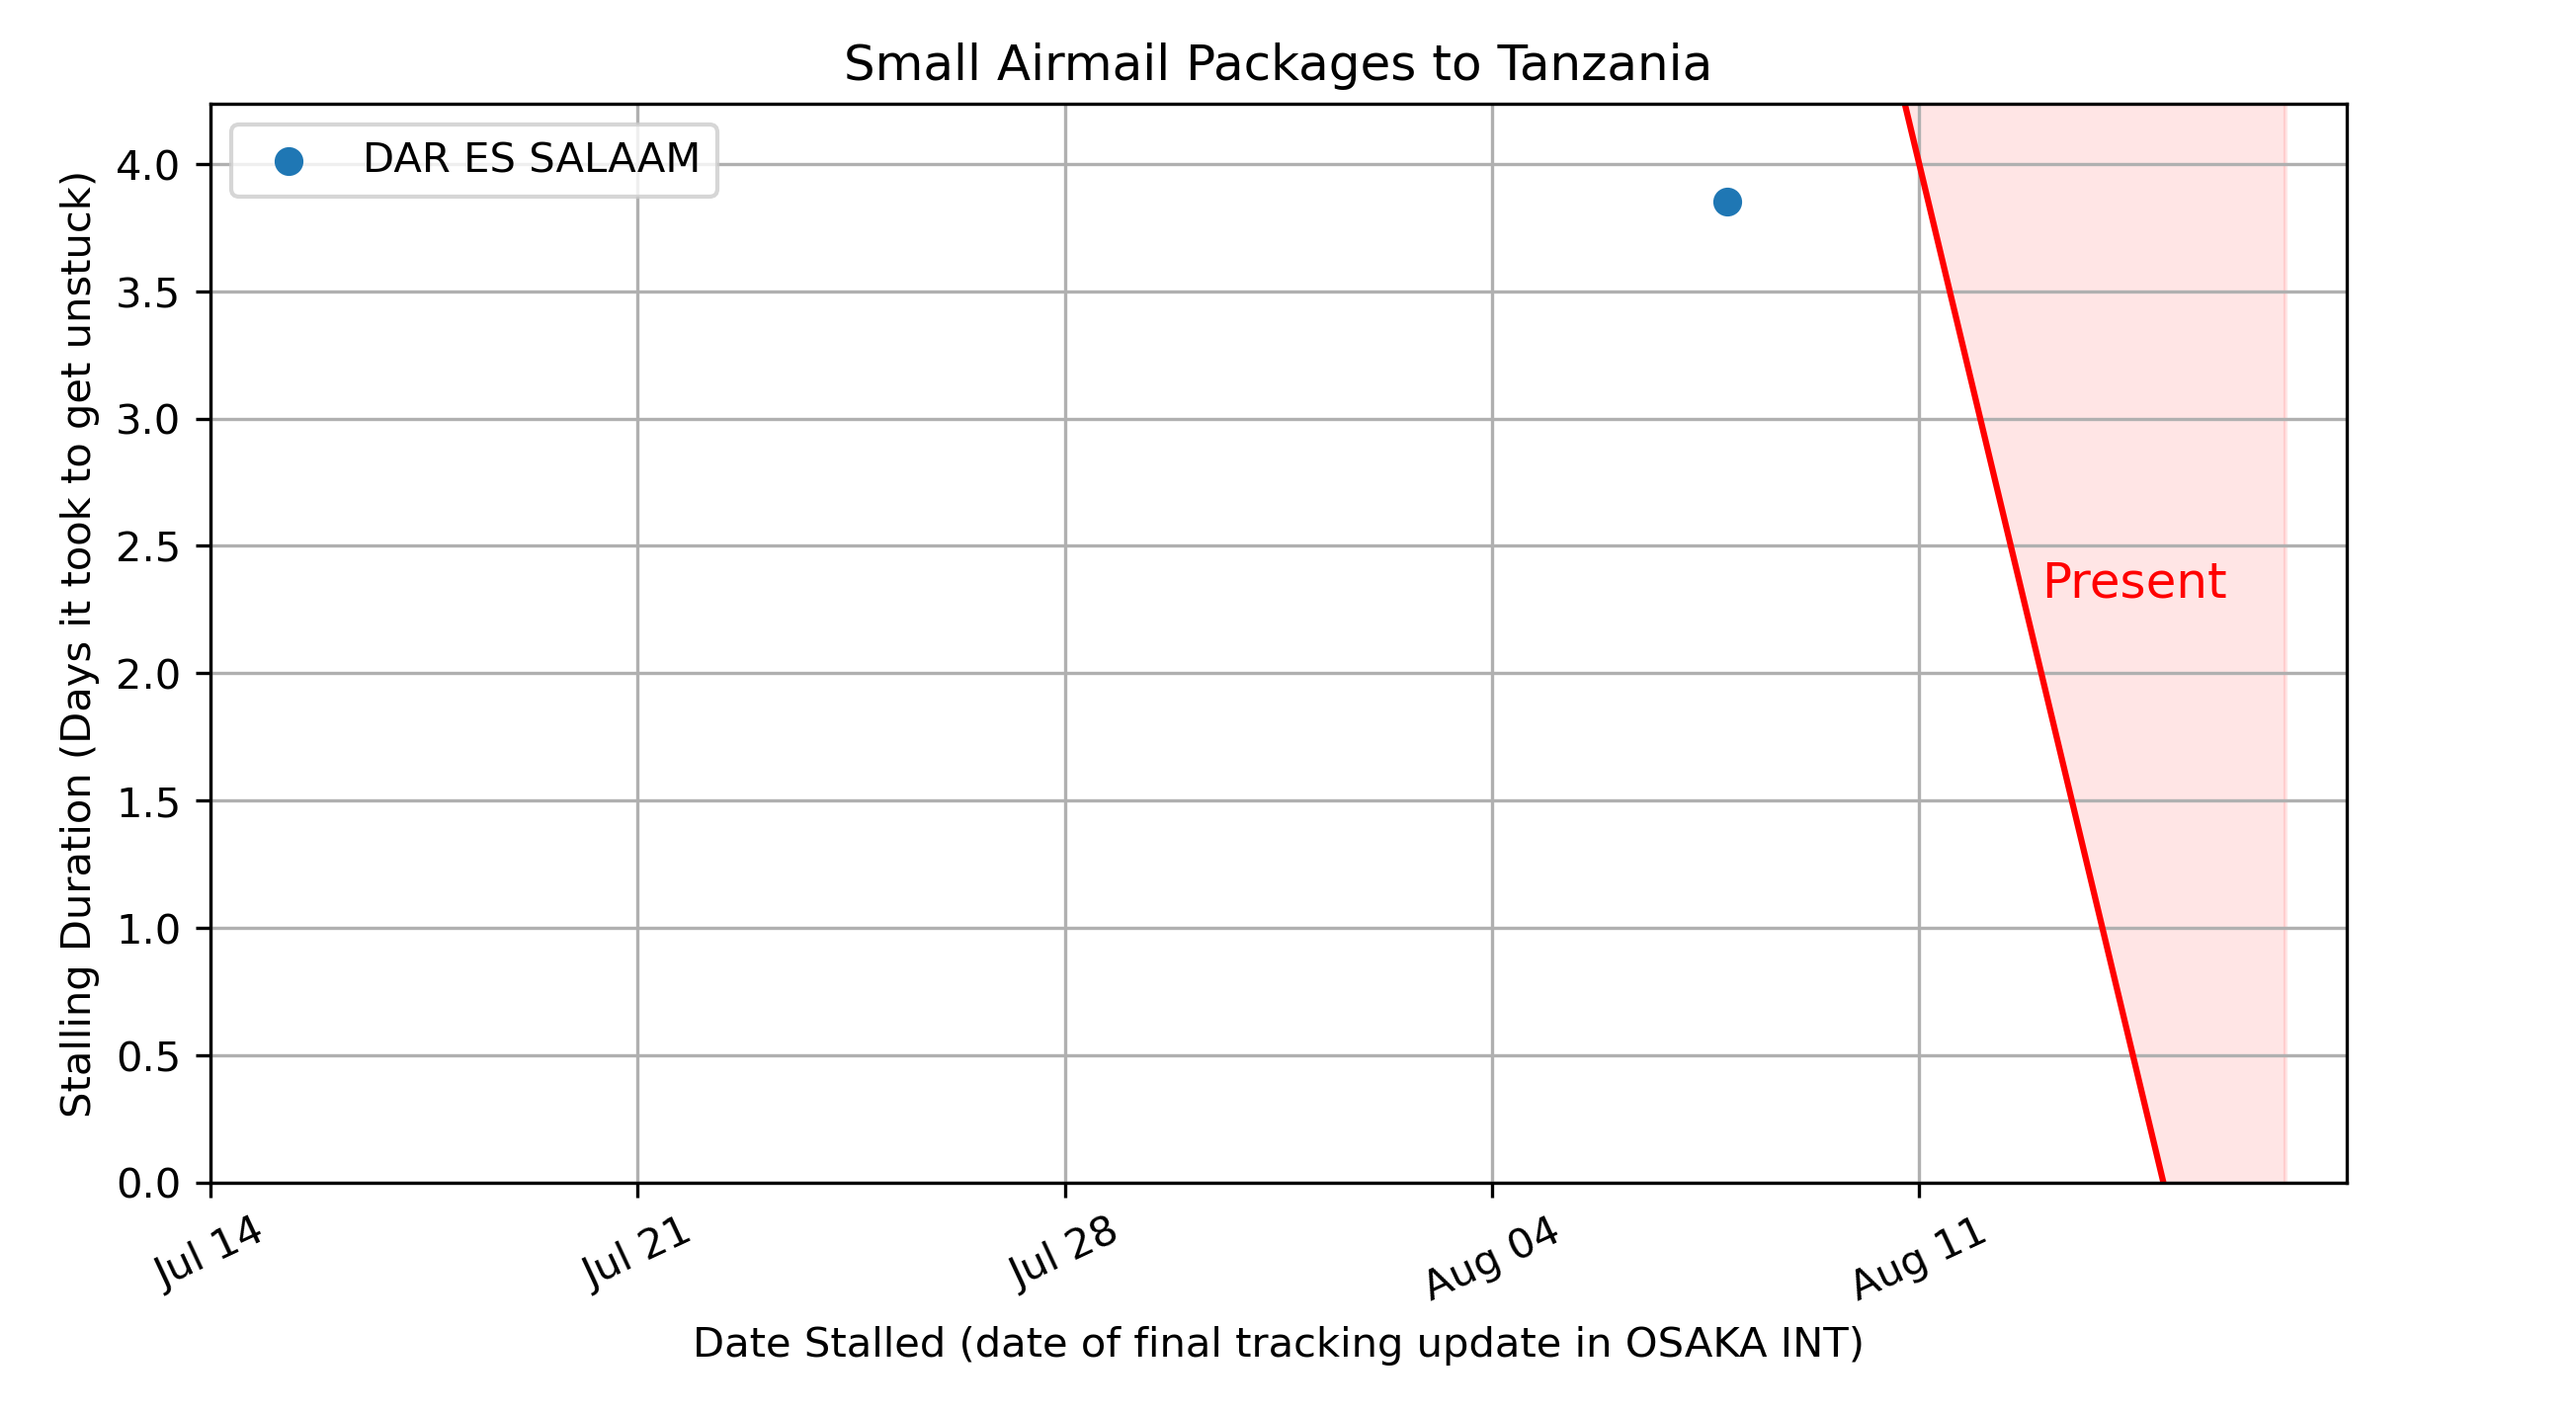 Small Airmail Packages to Tanzania
DAR ES SALAAM
Stalling Duration (Days it took to get unstuck)
4.0
3.5
3.0
2.5
2.0
1.5
1.0
0.5
0.0
Present
Jul 14
Jul 21
Jul 28
Aug 04
Aug 11
Date Stalled (date of final tracking update in OSAKA INT)